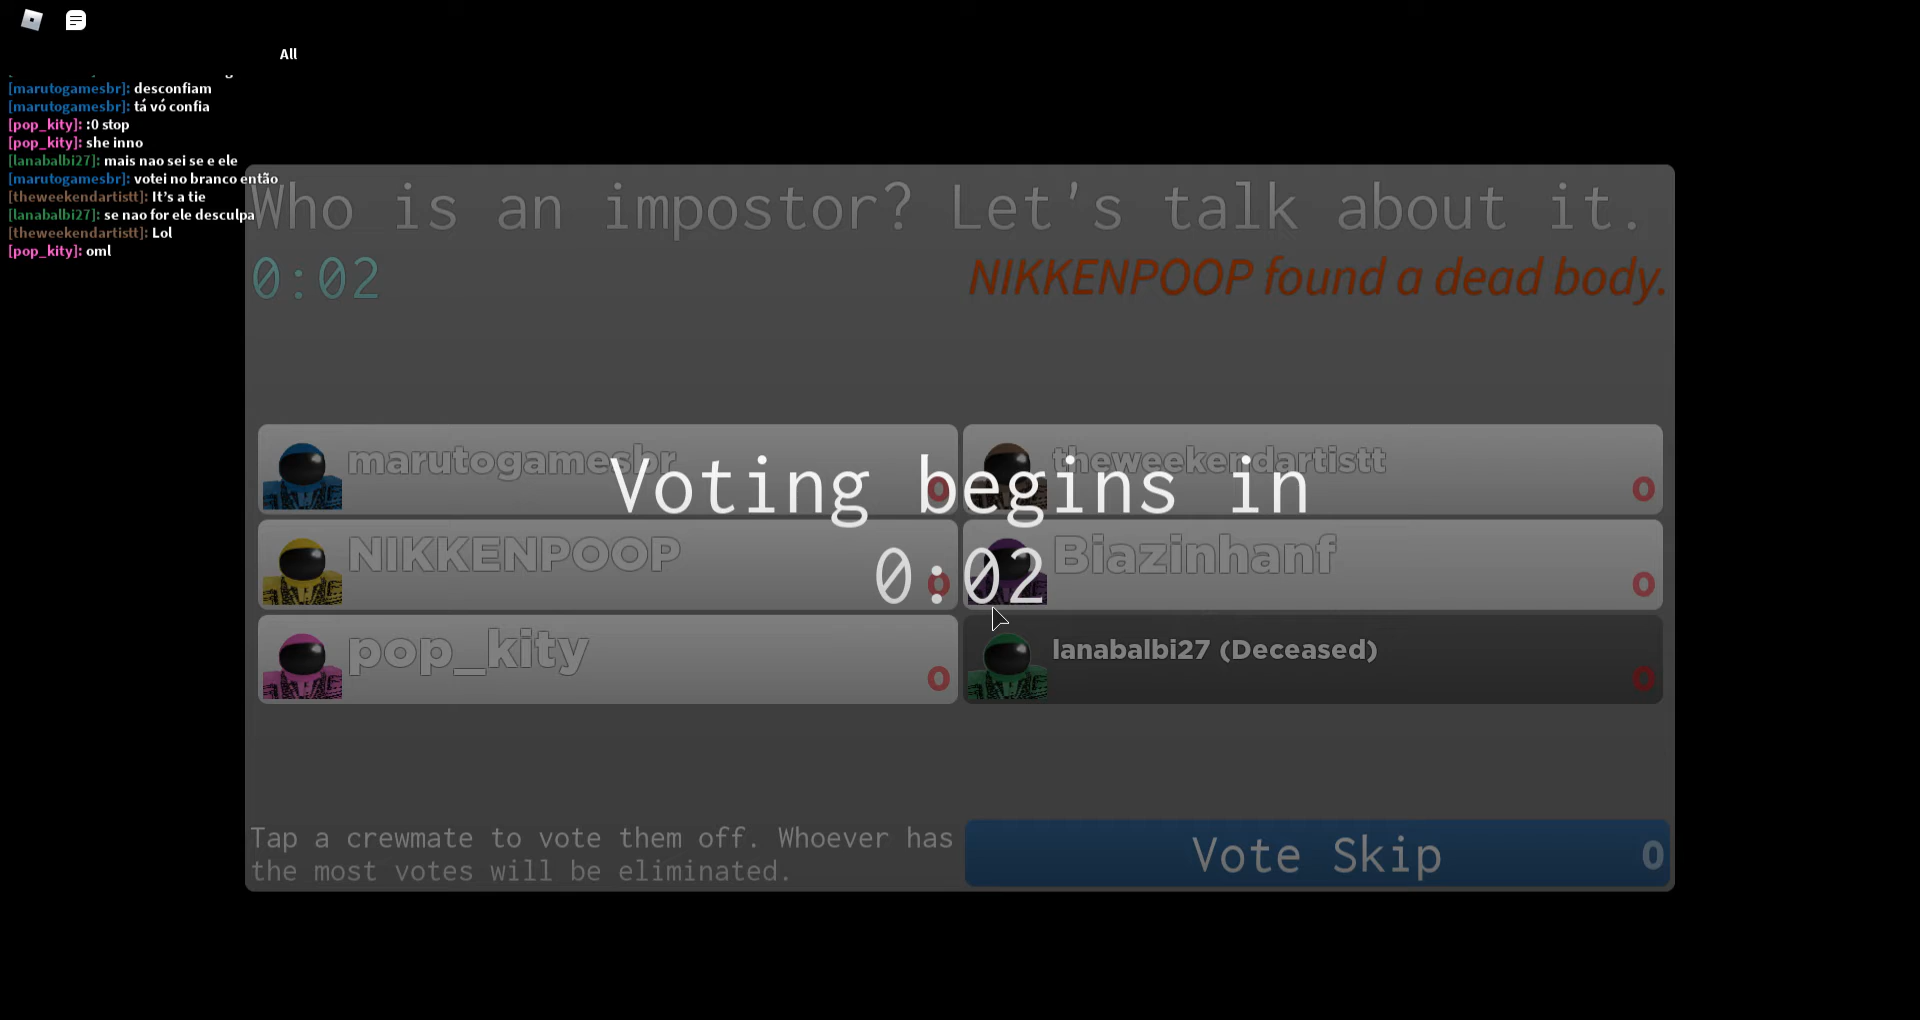 All
[marutogamesbr]: desconfiam
[marutogamesbr]: tá vó confia
[pop_kity]: :0 stop
[pop_kity]: she inno
[lanabalbi27]: mais nao sei se e ele
[marutogamesbr]: votei no branco então
[theweekendartistt]: It's a tie
[lanabalbi27]: se nao for ele desculpa
[theweekendartistt]: Lol
[pop_kity]: oml
Who is an impostor? Let's talk about it.
0:02
NIKKENPOOP found a dead body.
marutogamesbr
0
theweekendartistt
0
Voting begins in
0:02
NIKKENPOOP
0
Biazinhanf
0
pop_kity
0
lanabalbi27 (Deceased)
0
Tap a crewmate to vote them off. Whoever has
the most votes will be eliminated.
Vote Skip
0